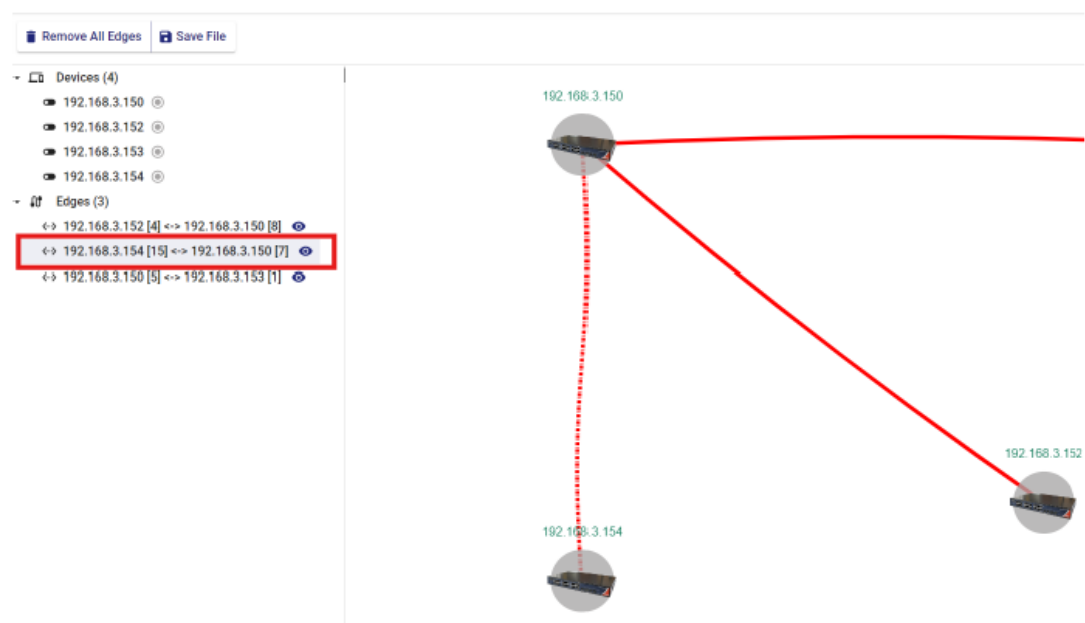 Remove All Edges Save File
Devices (4)
192.168.3.150
192.168.3.152
192.168.3.153
192.168.3.154
Edges (3)
192.168.3.152 [4] <-> 192.168.3.150 [8]
192.168.3.154 [15] <-> 192.168.3.150 [7]
192.168.3.150 [5] <-> 192.168.3.153 [1]
192.168.3.150
192.168.3.152
192.168.3.154